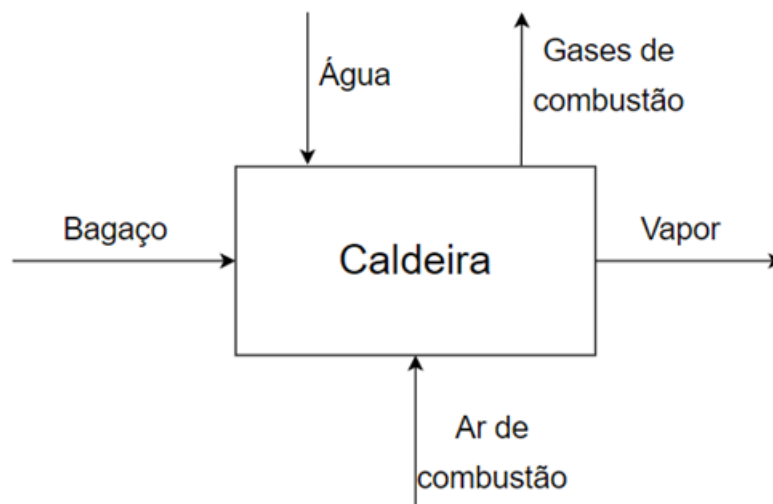 Água
Gases de
combustão
Bagaço
Caldeira
Vapor
Ar de
combustão